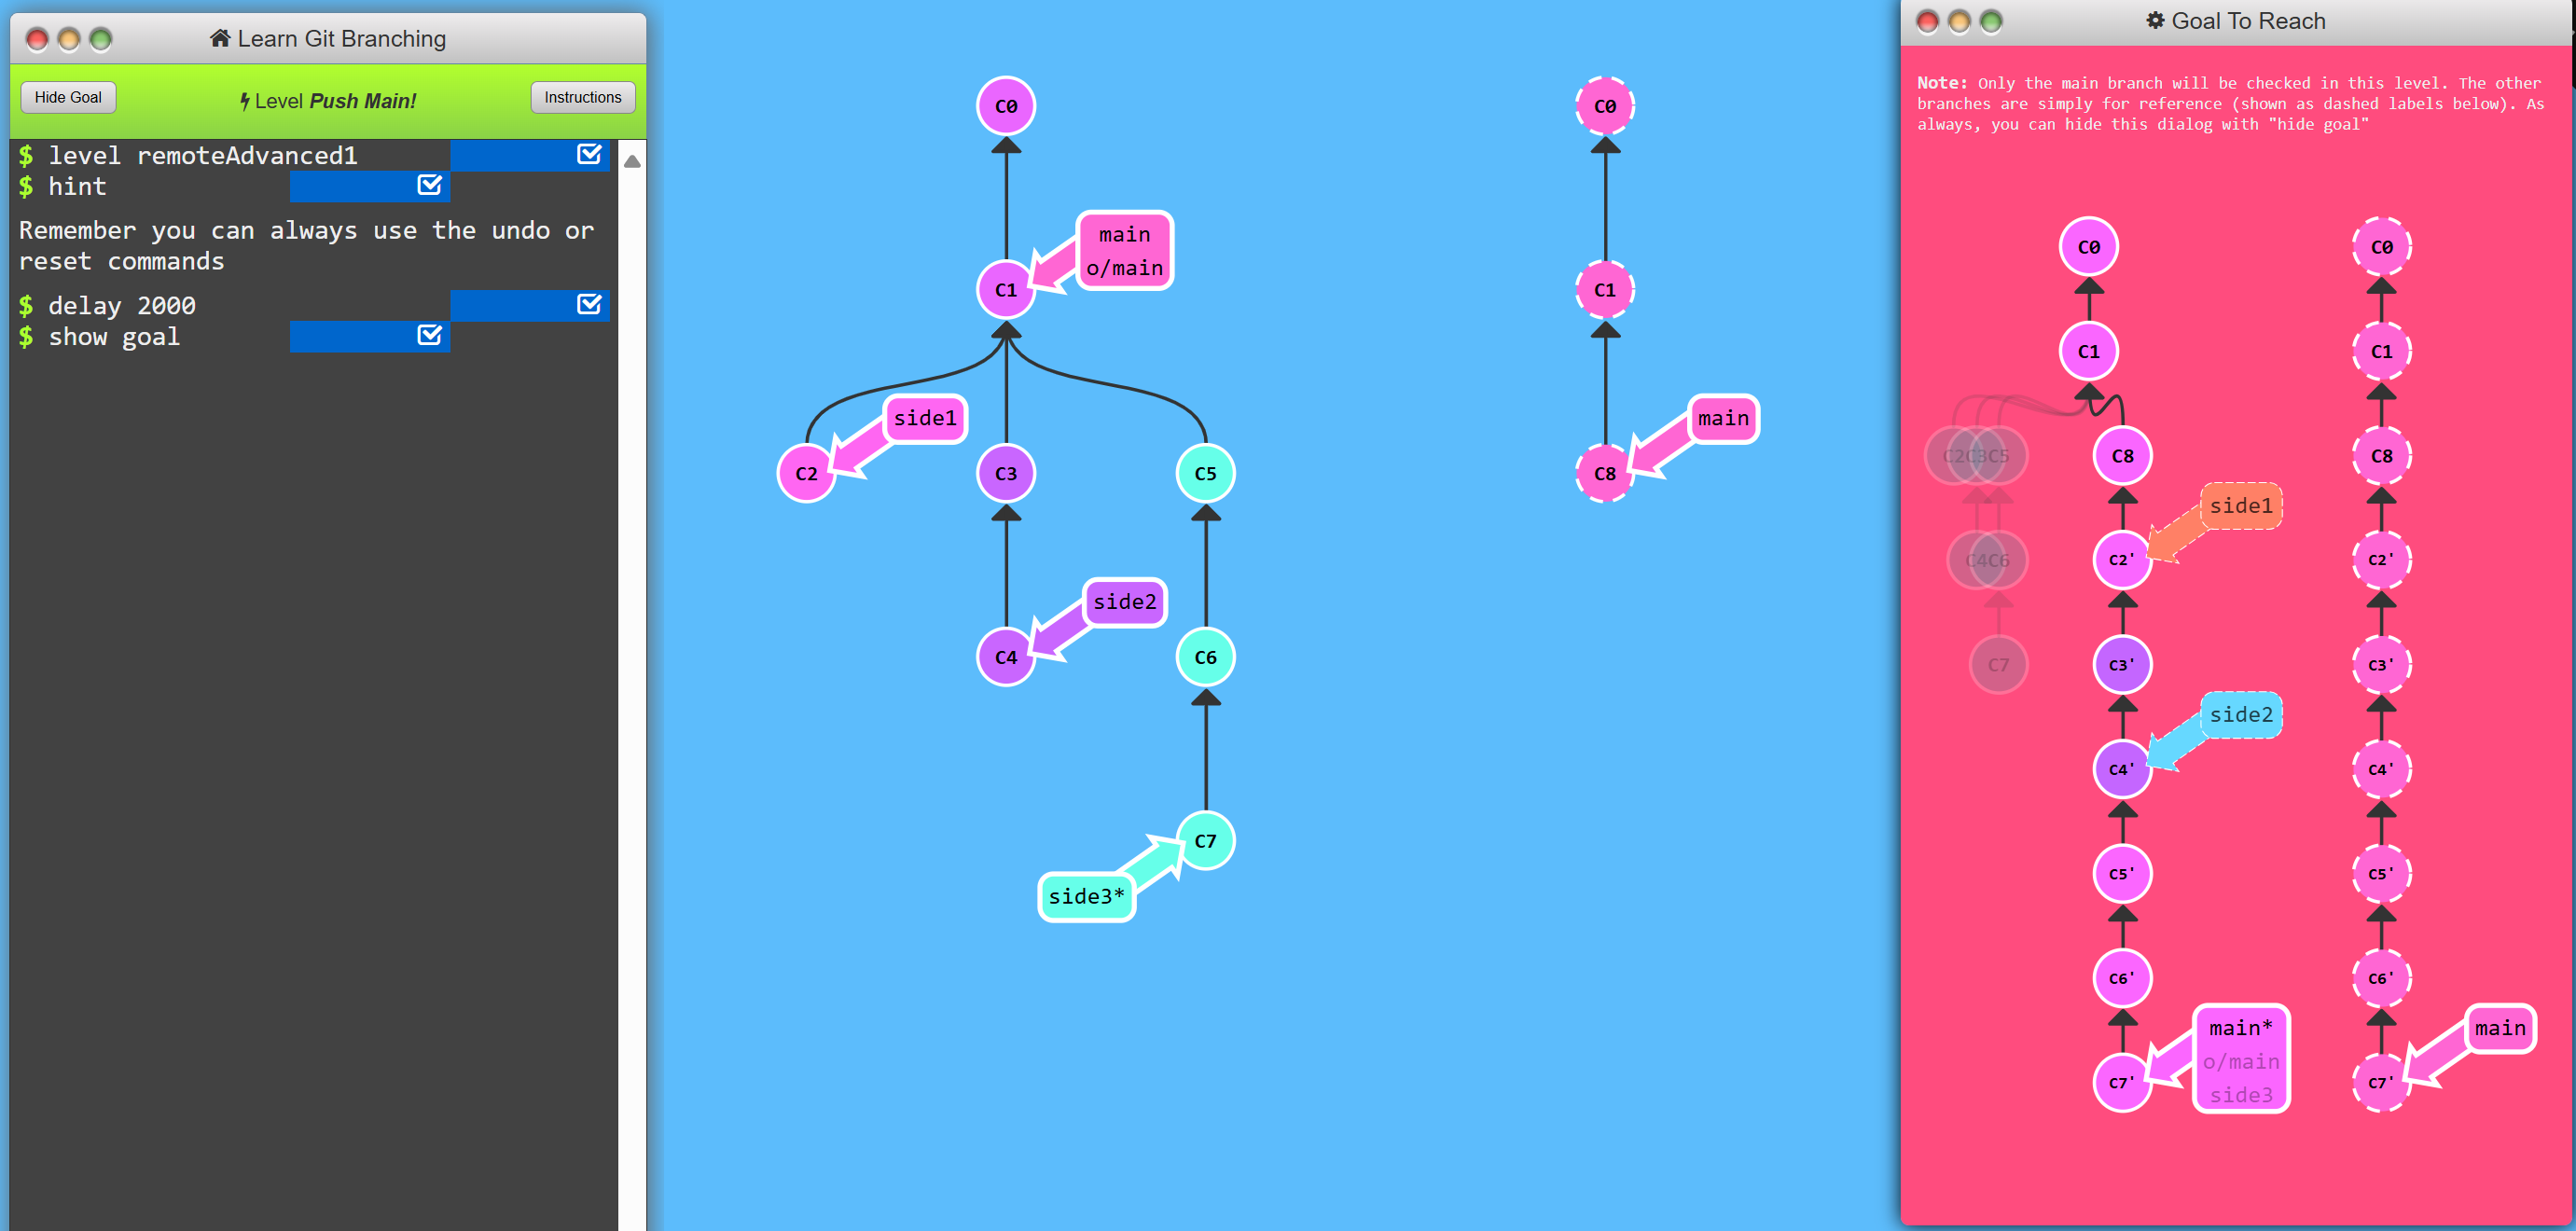 Learn Git Branching
Hide Goal
Level Push Main!
Instructions
$ level remoteAdvanced1
$ hint
Remember you can always use the undo or
reset commands
$ delay 2000
$ show goal
C0
main
o/main
C1
side1
C2
C3
C5
side2
C4
C6
C7
side3*
C0
C1
main
C8
Goal To Reach
Note: Only the main branch will be checked in this level. The other
branches are simply for reference (shown as dashed labels below). As
always, you can hide this dialog with "hide goal"
C0
C1
C2C3C5
C8
side1
C4C6
C2'
C7
C3'
side2
C4'
C5'
C6'
main*
o/main
side3
C7'
C0
C1
C8
C2'
C3'
C4'
C5'
C6'
main
C7'